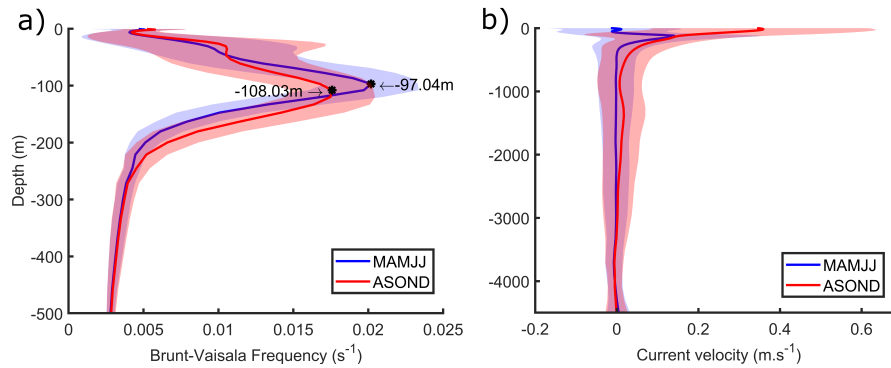 a)
0
-100
-200
-300
-400
-500
Depth (m)
-108.03m →
←-97.04m
MAMJJ
ASOND
0
0.005
0.01
0.015
0.02
0.025
Brunt-Vaisala Frequency (s⁻¹)
b)
0
-1000
-2000
-3000
-4000
MAMJJ
ASOND
-0.2
0
0.2
0.4
0.6
Current velocity (m.s⁻¹)